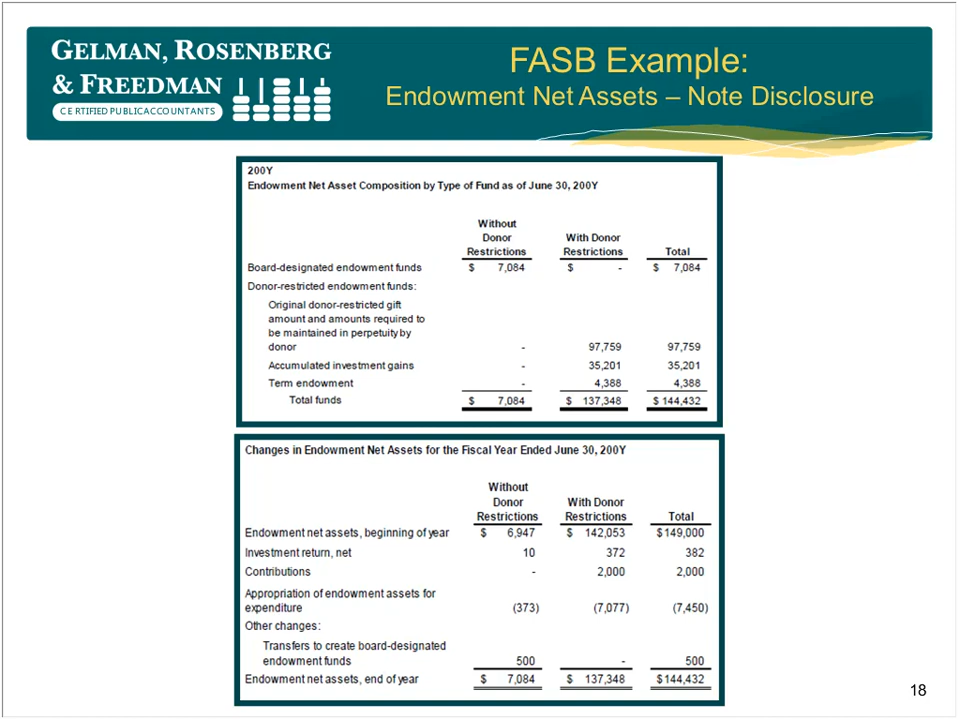 GELMAN, ROSENBERG
& FREEDMAN
CERTIFIED PUBLIC ACCOUNTANTS
FASB Example:
Endowment Net Assets – Note Disclosure
200Y
Endowment Net Asset Composition by Type of Fund as of June 30, 200Y
Without
Donor With Donor
Restrictions Restrictions Total
Board-designated endowment funds $ 7,084 $ - $ 7,084
Donor-restricted endowment funds:
Original donor-restricted gift
amount and amounts required to
be maintained in perpetuity by
donor - 97,759 97,759
Accumulated investment gains - 35,201 35,201
Term endowment - 4,388 4,388
Total funds $ 7,084 $ 137,348 $ 144,432
Changes in Endowment Net Assets for the Fiscal Year Ended June 30, 200Y
Without
Donor With Donor
Restrictions Restrictions Total
Endowment net assets, beginning of year $ 6,947 $ 142,053 $ 149,000
Investment return, net 10 372 382
Contributions - 2,000 2,000
Appropriation of endowment assets for
expenditure (373) (7,077) (7,450)
Other changes:
Transfers to create board-designated
endowment funds 500 - 500
Endowment net assets, end of year $ 7,084 $ 137,348 $ 144,432
18